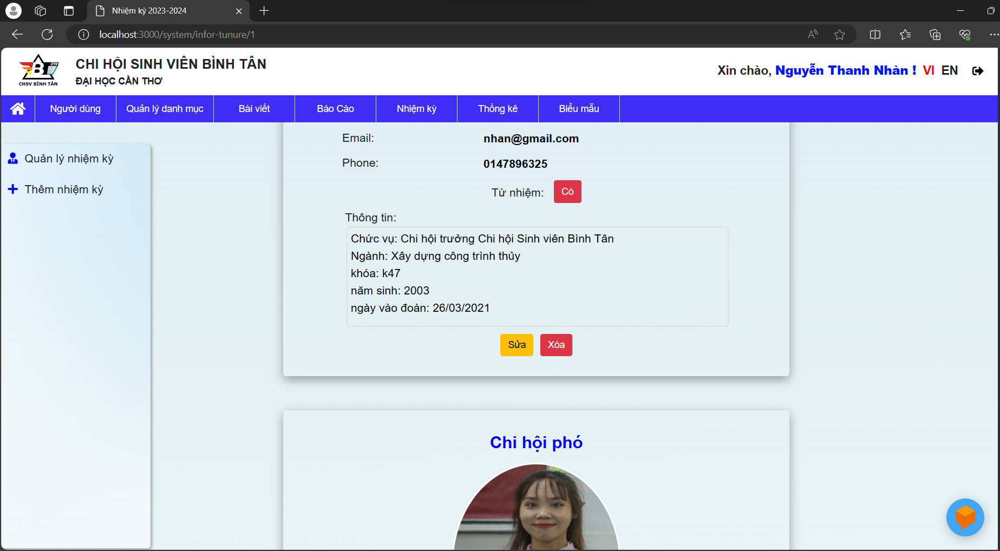 Nhiệm kỳ 2023-2024
localhost:3000/system/infor-tunure/1
CHI HỘI SINH VIÊN BÌNH TÂN
ĐẠI HỌC CẦN THƠ
CTU
B
CHSV BÌNH TÂN
Xin chào, Nguyễn Thanh Nhàn ! VI EN
Người dùng
Quản lý danh mục
Bài viết
Báo Cáo
Nhiệm kỳ
Thống kê
Biểu mẫu
Quản lý nhiệm kỳ
Thêm nhiệm kỳ
Email: nhan@gmail.com
Phone: 0147896325
Từ nhiệm: Có
Thông tin:
Chức vụ: Chi hội trưởng Chi hội Sinh viên Bình Tân
Ngành: Xây dựng công trình thủy
khóa: k47
năm sinh: 2003
ngày vào đoàn: 26/03/2021
Sửa Xóa
Chi hội phó